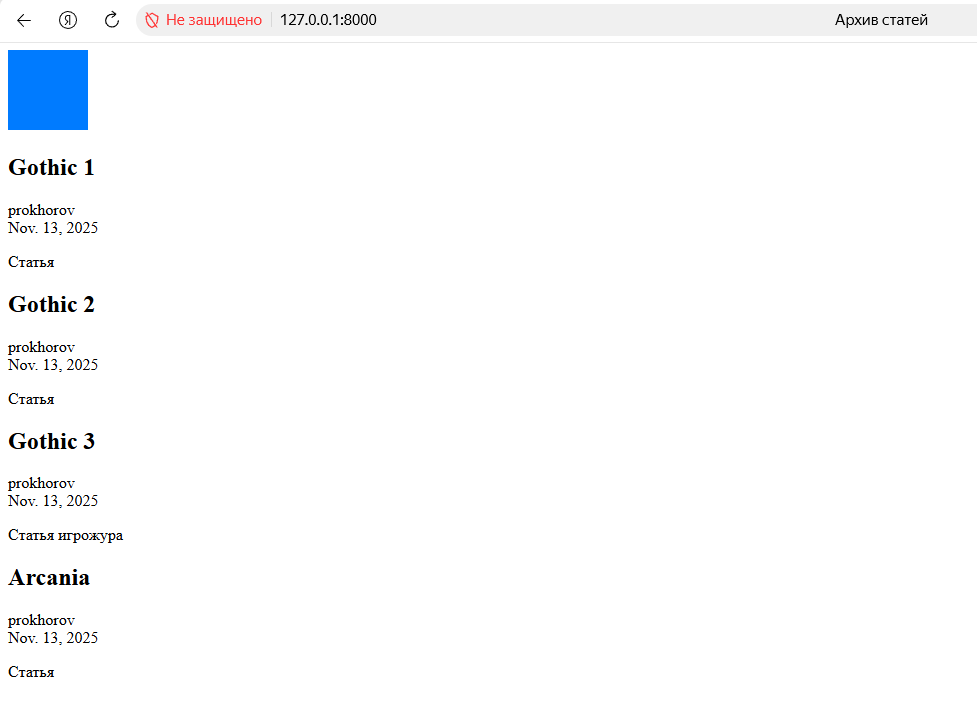 Я Не защищено 127.0.0.1:8000 Архив статей
Gothic 1
prokhorov
Nov. 13, 2025
Статья
Gothic 2
prokhorov
Nov. 13, 2025
Статья
Gothic 3
prokhorov
Nov. 13, 2025
Статья игрожура
Arcania
prokhorov
Nov. 13, 2025
Статья